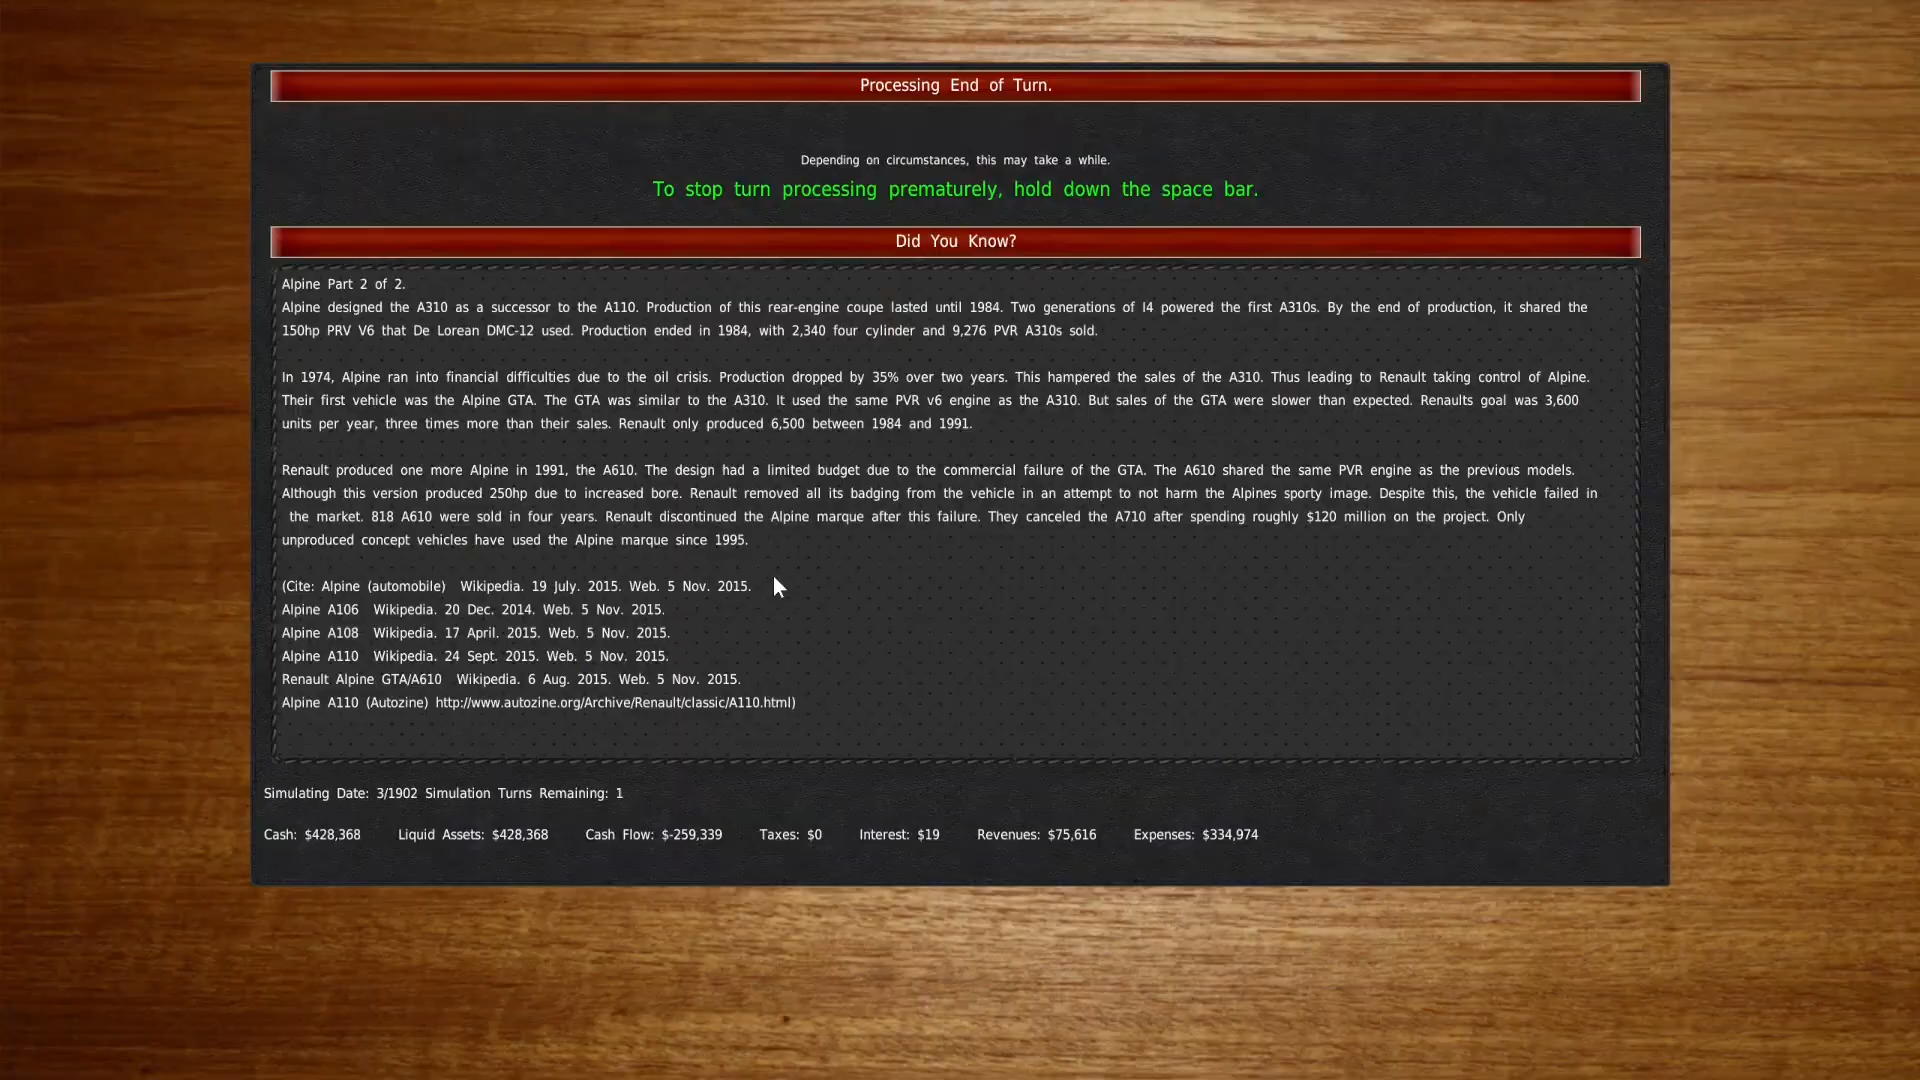 Processing End of Turn.
Depending on circumstances, this may take a while.
To stop turn processing prematurely, hold down the space bar.
Did You Know?
Alpine Part 2 of 2.
Alpine designed the A310 as a successor to the A110. Production of this rear-engine coupe lasted until 1984. Two generations of I4 powered the first A310s. By the end of production, it shared the
150hp PRV V6 that De Lorean DMC-12 used. Production ended in 1984, with 2,340 four cylinder and 9,276 PVR A310s sold.
In 1974, Alpine ran into financial difficulties due to the oil crisis. Production dropped by 35% over two years. This hampered the sales of the A310. Thus leading to Renault taking control of Alpine.
Their first vehicle was the Alpine GTA. The GTA was similar to the A310. It used the same PVR v6 engine as the A310. But sales of the GTA were slower than expected. Renaults goal was 3,600
units per year, three times more than their sales. Renault only produced 6,500 between 1984 and 1991.
Renault produced one more Alpine in 1991, the A610. The design had a limited budget due to the commercial failure of the GTA. The A610 shared the same PVR engine as the previous models.
Although this version produced 250hp due to increased bore. Renault removed all its badging from the vehicle in an attempt to not harm the Alpines sporty image. Despite this, the vehicle failed in
the market. 818 A610 were sold in four years. Renault discontinued the Alpine marque after this failure. They canceled the A710 after spending roughly $120 million on the project. Only
unproduced concept vehicles have used the Alpine marque since 1995.
(Cite: Alpine (automobile) Wikipedia. 19 July. 2015. Web. 5 Nov. 2015.
Alpine A106 Wikipedia. 20 Dec. 2014. Web. 5 Nov. 2015.
Alpine A108 Wikipedia. 17 April. 2015. Web. 5 Nov. 2015.
Alpine A110 Wikipedia. 24 Sept. 2015. Web. 5 Nov. 2015.
Renault Alpine GTA/A610 Wikipedia. 6 Aug. 2015. Web. 5 Nov. 2015.
Alpine A110 (Autozine) http://www.autozine.org/Archive/Renault/classic/A110.html)
Simulating Date: 3/1902 Simulation Turns Remaining: 1
Cash: $428,368 Liquid Assets: $428,368 Cash Flow: $-259,339 Taxes: $0 Interest: $19 Revenues: $75,616 Expenses: $334,974